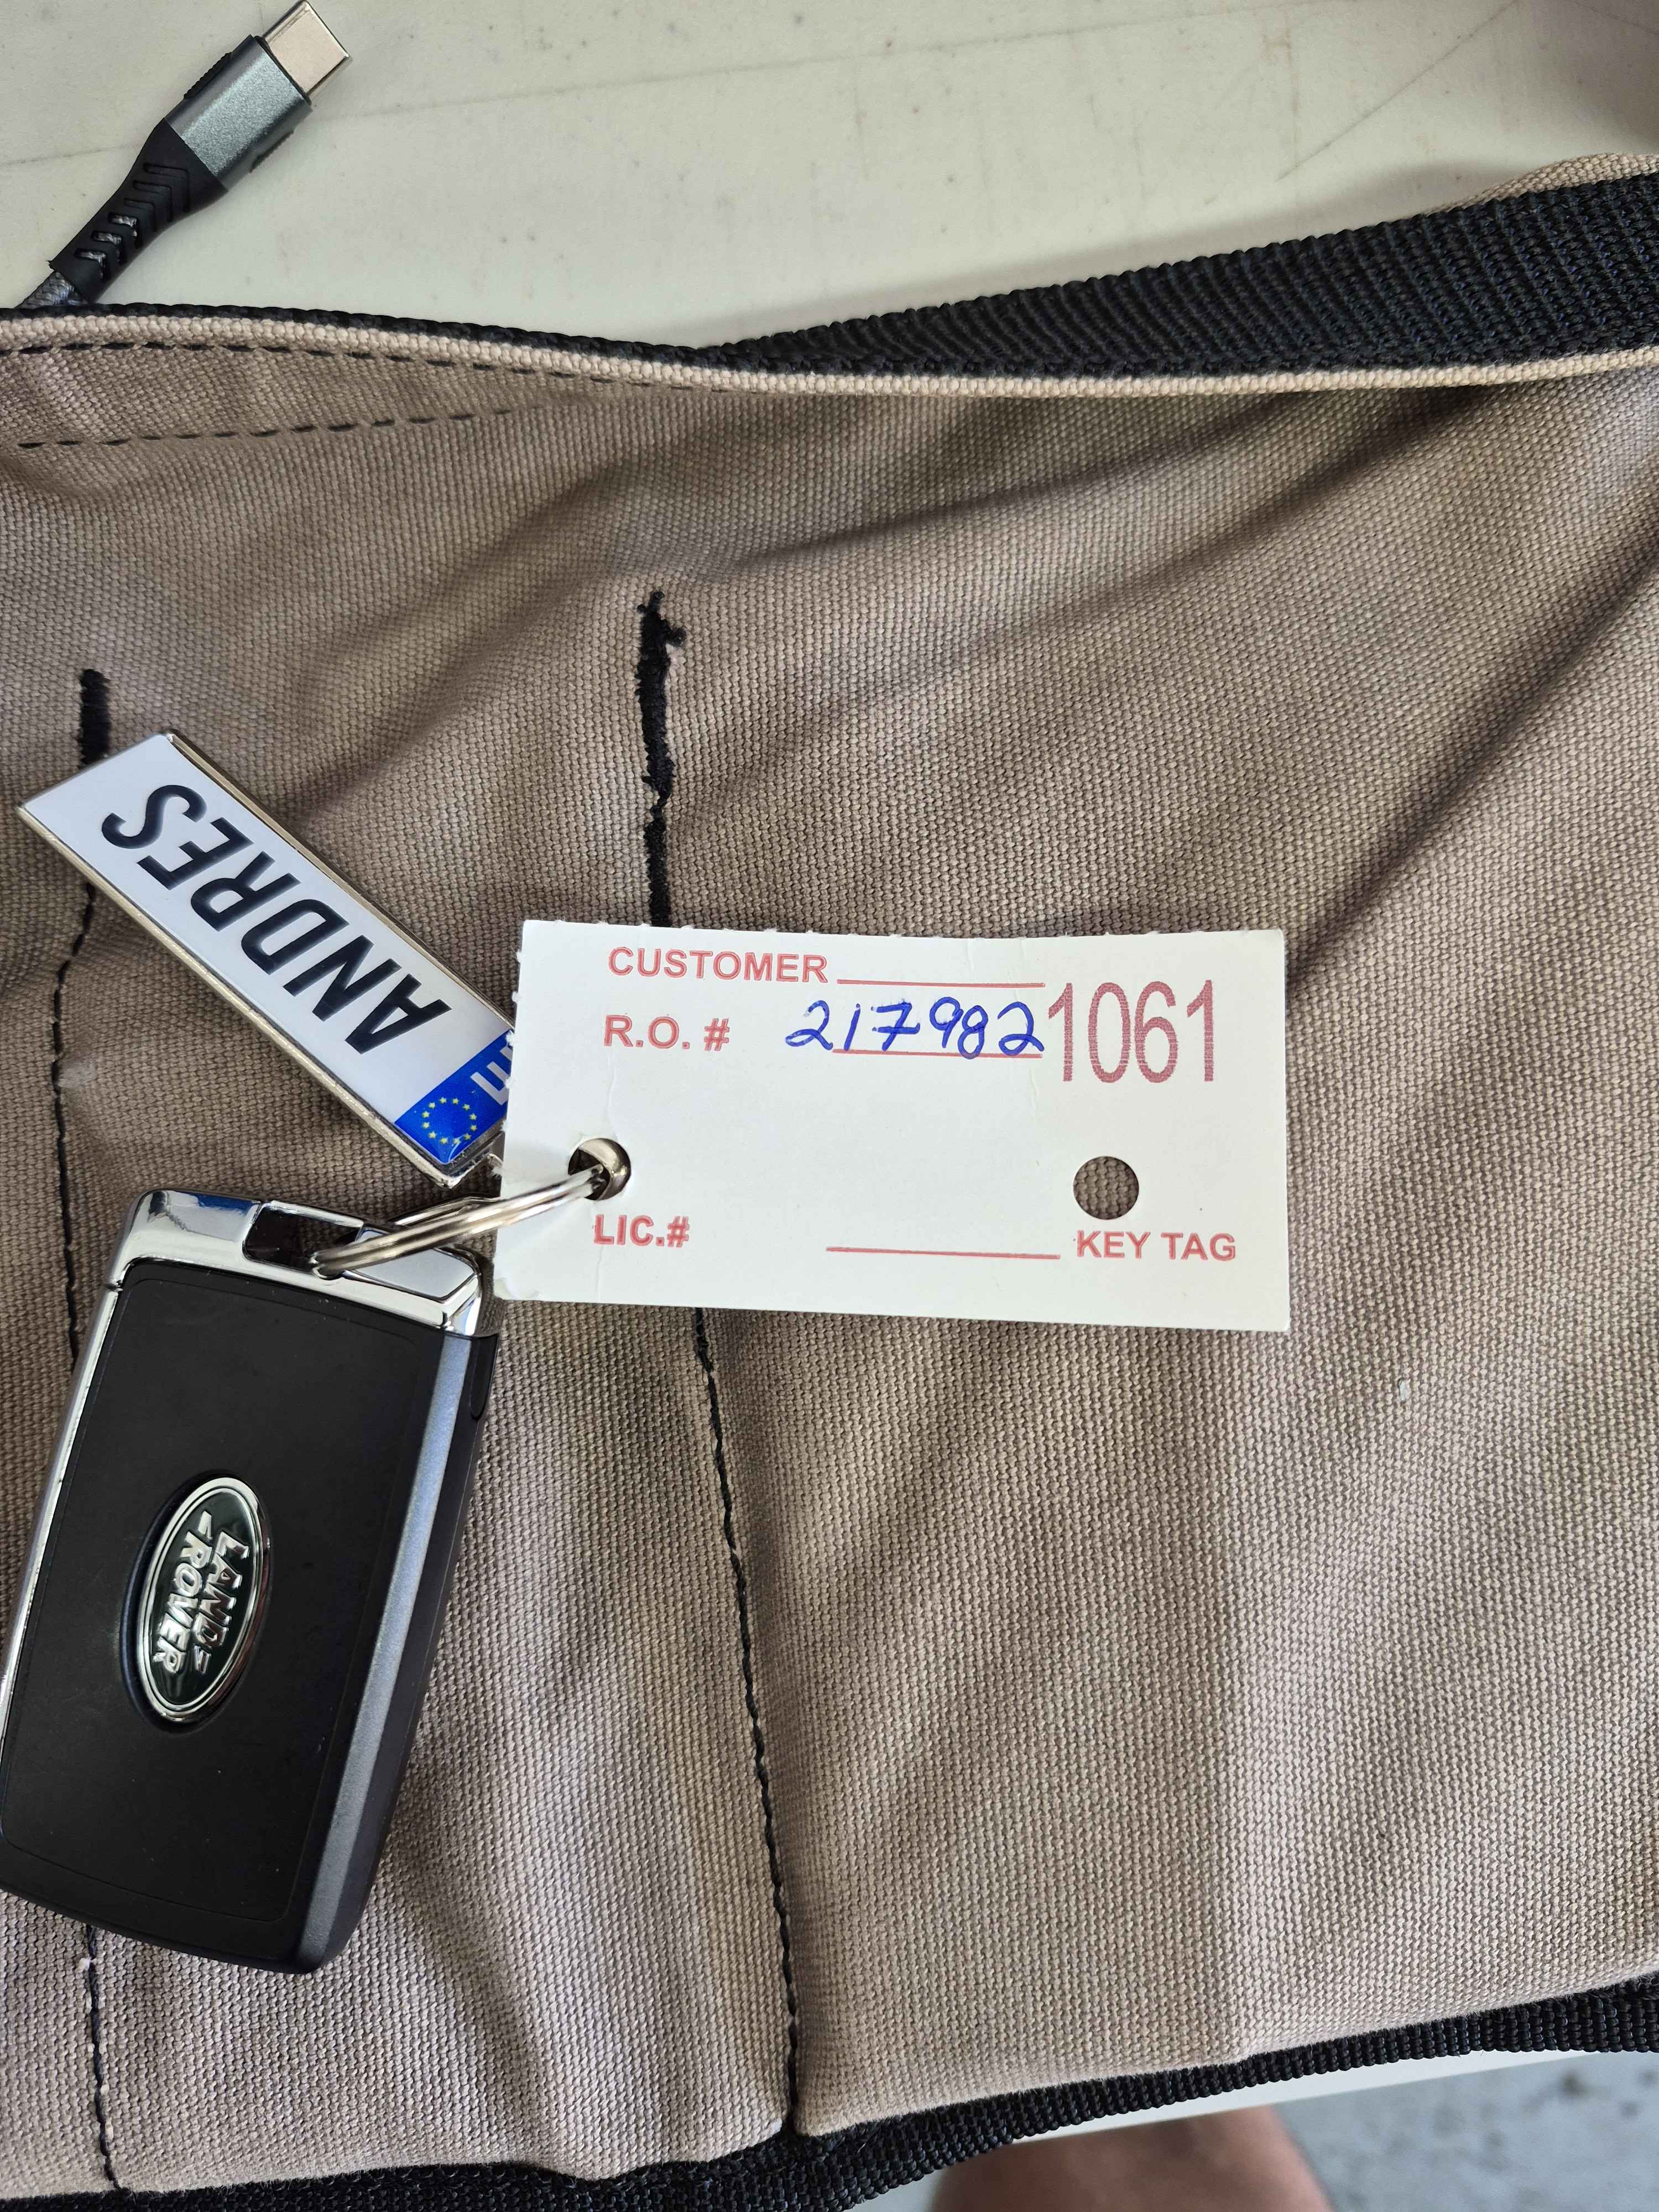 ANDRES
CUSTOMER
R.O. # 217982 1061
LIC.#
KEY TAG
LAND
ROVER